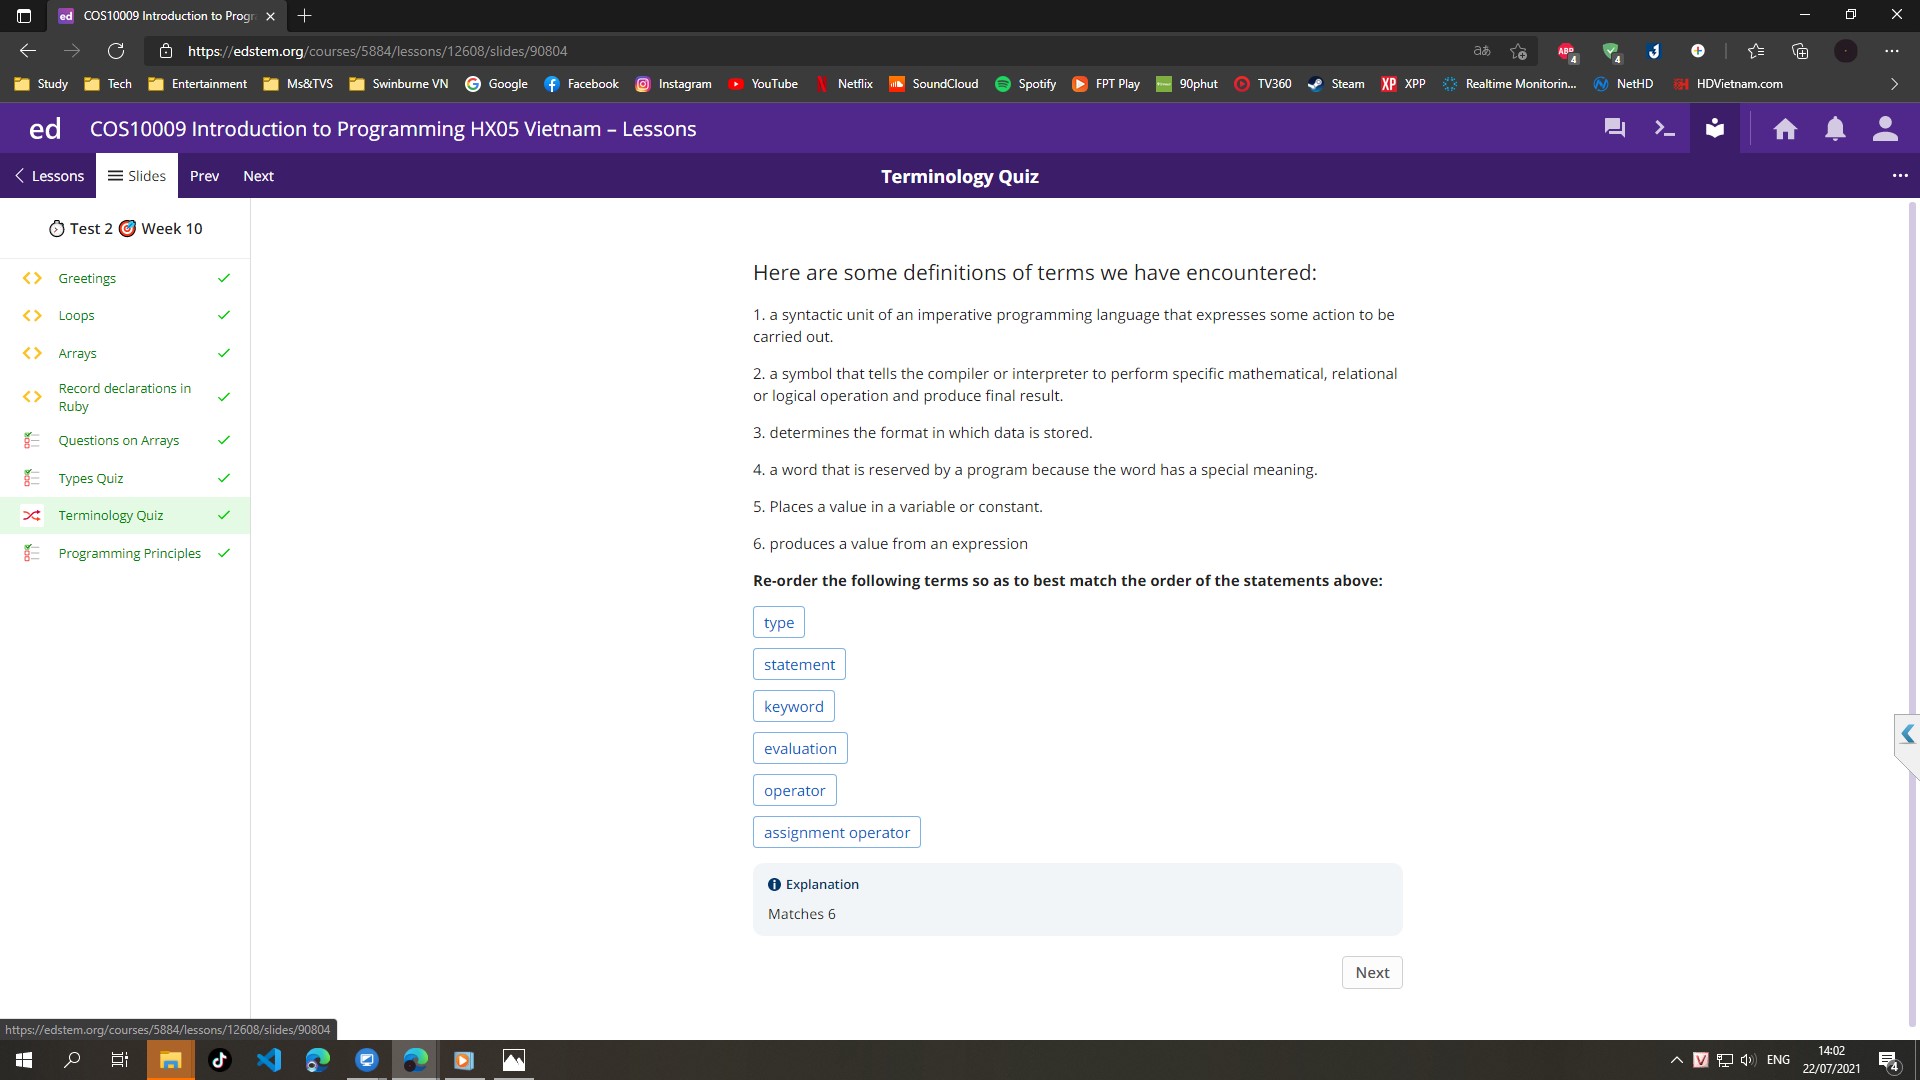 COS10009 Introduction to Progr
https://edstem.org/courses/5884/lessons/12608/slides/90804
aあ
ABP 4
4
Study Tech Entertainment Ms&TVS Swinburne VN Google Facebook Instagram YouTube Netflix SoundCloud Spotify FPT Play 90phut TV360 Steam XP XPP Realtime Monitorin... NetHD HDVietnam.com
ed COS10009 Introduction to Programming HX05 Vietnam – Lessons
Lessons Slides Prev Next Terminology Quiz
Test 2 Week 10
Greetings
Loops
Arrays
Record declarations in
Ruby
Questions on Arrays
Types Quiz
Terminology Quiz
Programming Principles
Here are some definitions of terms we have encountered:
1. a syntactic unit of an imperative programming language that expresses some action to be
carried out.
2. a symbol that tells the compiler or interpreter to perform specific mathematical, relational
or logical operation and produce final result.
3. determines the format in which data is stored.
4. a word that is reserved by a program because the word has a special meaning.
5. Places a value in a variable or constant.
6. produces a value from an expression
Re-order the following terms so as to best match the order of the statements above:
type
statement
keyword
evaluation
operator
assignment operator
Explanation
Matches 6
Next
https://edstem.org/courses/5884/lessons/12608/slides/90804
V ENG 14:02
22/07/2021
4